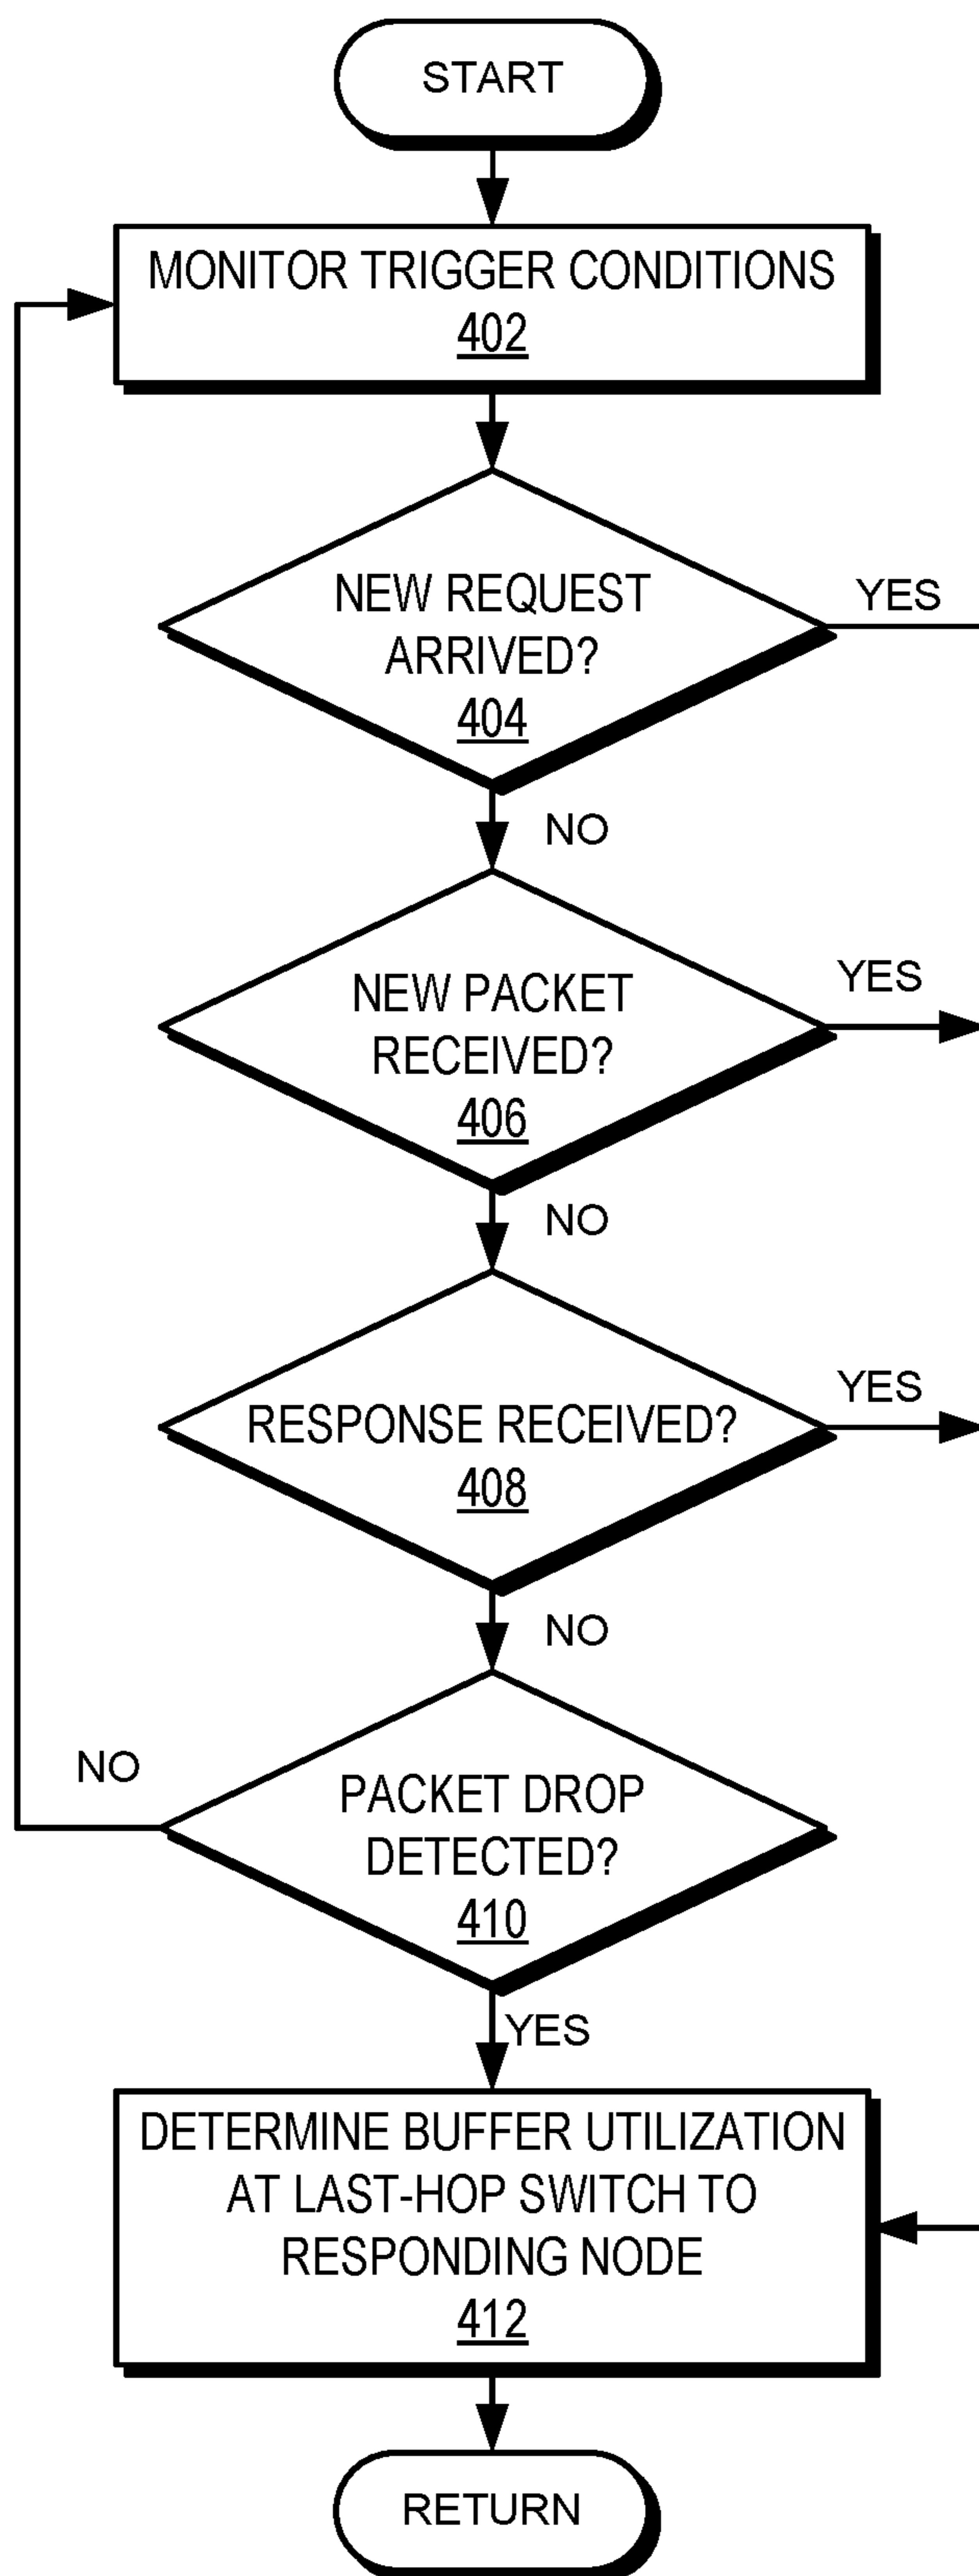 START
MONITOR TRIGGER CONDITIONS
402
NEW REQUEST
ARRIVED?
404
YES
NO
NEW PACKET
RECEIVED?
406
YES
NO
RESPONSE RECEIVED?
408
YES
NO
PACKET DROP
DETECTED?
410
NO
YES
DETERMINE BUFFER UTILIZATION
AT LAST-HOP SWITCH TO
RESPONDING NODE
412
RETURN